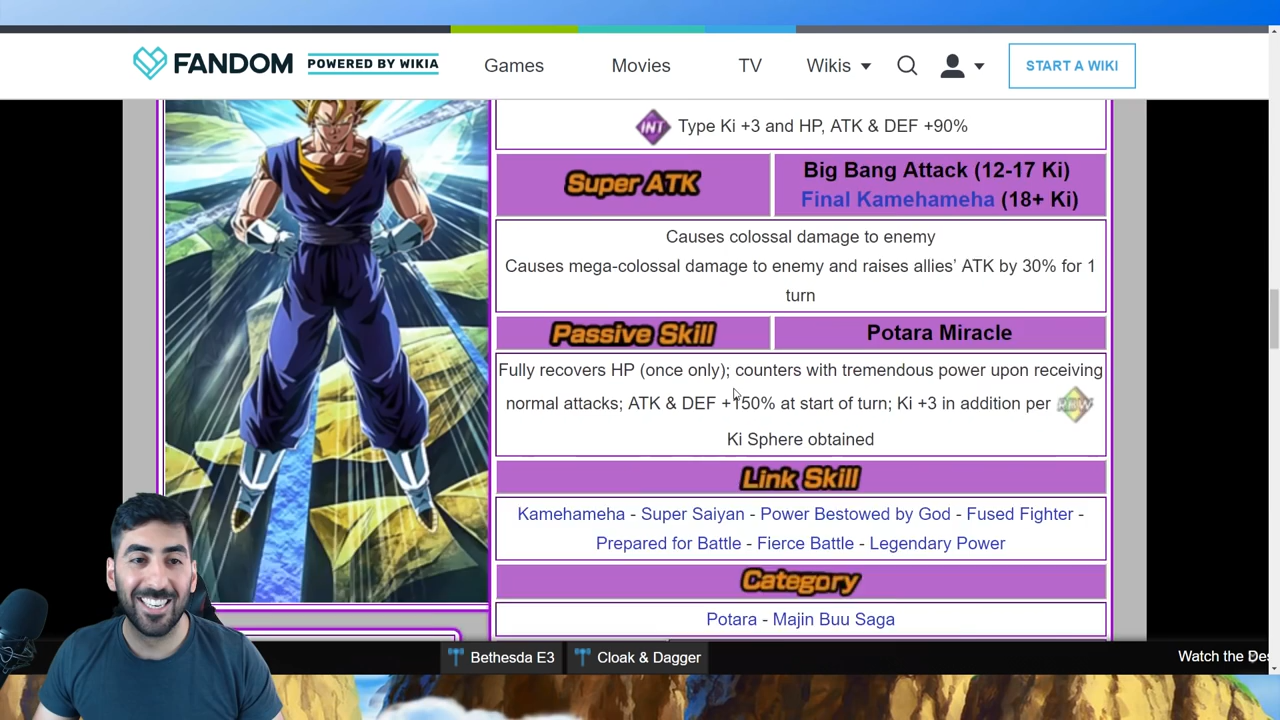 FANDOM POWERED BY WIKIA Games Movies TV Wikis START A WIKI
INT Type Ki +3 and HP, ATK & DEF +90%
Super ATK
Big Bang Attack (12-17 Ki)
Final Kamehameha (18+ Ki)
Causes colossal damage to enemy
Causes mega-colossal damage to enemy and raises allies’ ATK by 30% for 1
turn
Passive Skill Potara Miracle
Fully recovers HP (once only); counters with tremendous power upon receiving
normal attacks; ATK & DEF +150% at start of turn; Ki +3 in addition per RBW
Ki Sphere obtained
Link Skill
Kamehameha - Super Saiyan - Power Bestowed by God - Fused Fighter -
Prepared for Battle - Fierce Battle - Legendary Power
Category
Potara - Majin Buu Saga
Bethesda E3 Cloak & Dagger Watch the